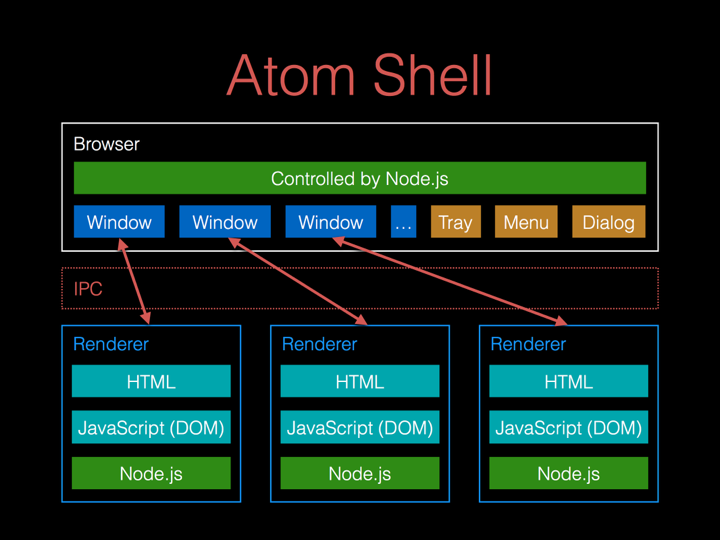 Atom Shell
Browser
Controlled by Node.js
Window Window Window ... Tray Menu Dialog
IPC
Renderer Renderer Renderer
HTML HTML HTML
JavaScript (DOM) JavaScript (DOM) JavaScript (DOM)
Node.js Node.js Node.js